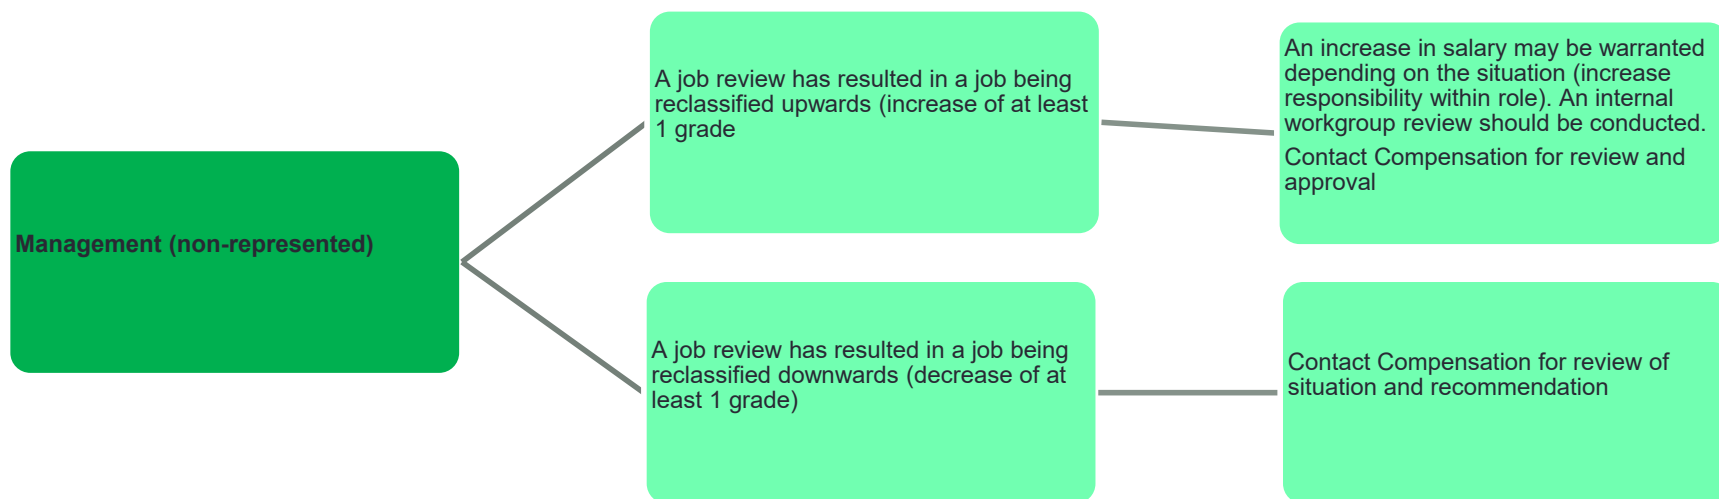 Management (non-represented)
A job review has resulted in a job being
reclassified upwards (increase of at least
1 grade
An increase in salary may be warranted
depending on the situation (increase
responsibility within role). An internal
workgroup review should be conducted.
Contact Compensation for review and
approval
A job review has resulted in a job being
reclassified downwards (decrease of at
least 1 grade)
Contact Compensation for review of
situation and recommendation